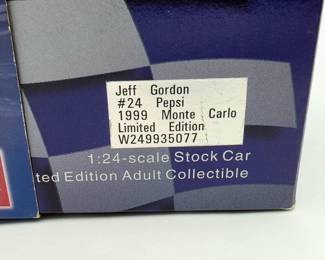 Jeff Gordon
#24 Pepsi
1999 Monte Carlo
Limited Edition
W249935077
1:24-scale Stock Car
ted Edition Adult Collectible